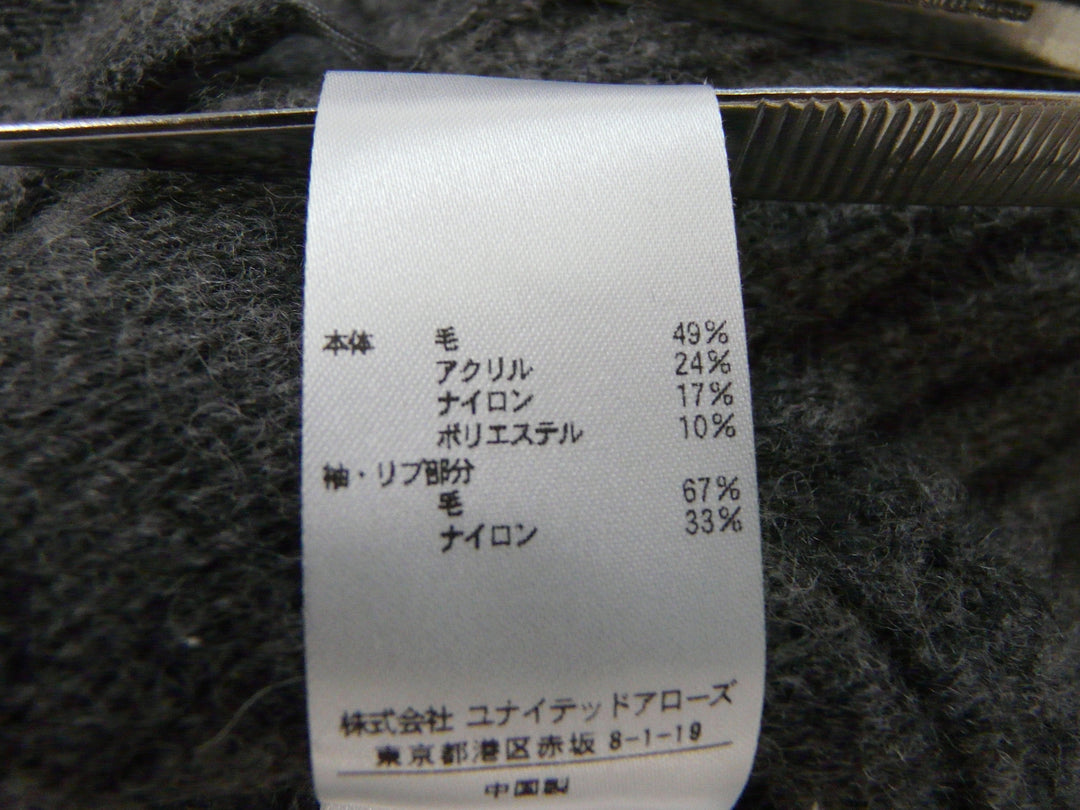 本体 毛 49%
アクリル 24%
ナイロン 17%
ポリエステル 10%
袖・リブ部分
毛 67%
ナイロン 33%
株式会社 ユナイテッドアローズ
東京都港区赤坂 8-1-19
中国製